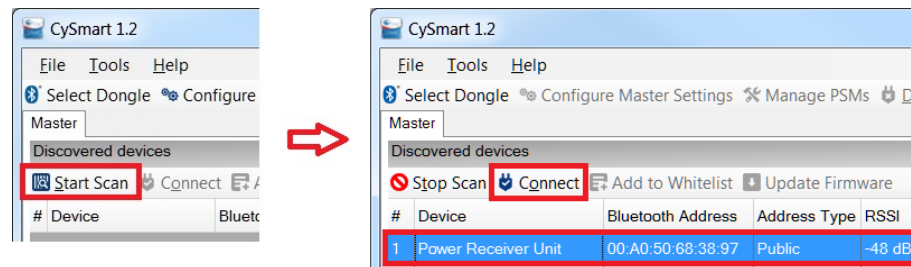 CySmart 1.2
File Tools Help
Select Dongle Configure
Master
Discovered devices
Start Scan Connect
# Device
CySmart 1.2
File Tools Help
Select Dongle Configure Master Settings Manage PSMs
Master
Discovered devices
Stop Scan Connect Add to Whitelist Update Firmware
# Device Bluetooth Address Address Type RSSI
1 Power Receiver Unit 00:A0:50:68:38:97 Public -48 dB